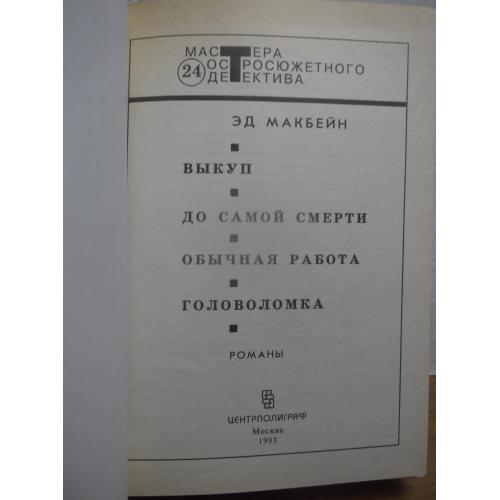 МАСТЕРА
24 ОСТРОСЮЖЕТНОГО
ДЕТЕКТИВА
ЭД МАКБЕЙН
ВЫКУП
ДО САМОЙ СМЕРТИ
ОБЫЧНАЯ РАБОТА
ГОЛОВОЛОМКА
РОМАНЫ
ЦЕНТРПОЛИГРАФ
Москва
1993